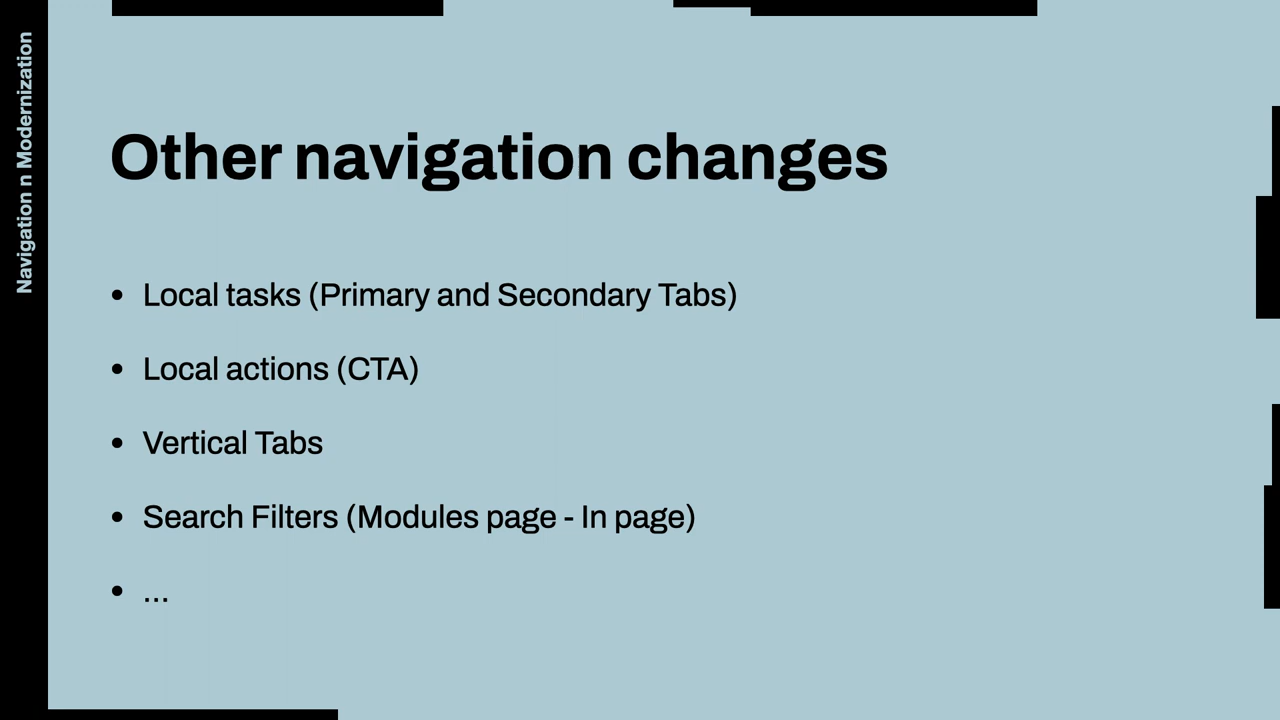 Navigation n Modernization
Other navigation changes
• Local tasks (Primary and Secondary Tabs)
• Local actions (CTA)
• Vertical Tabs
• Search Filters (Modules page - In page)
• ...